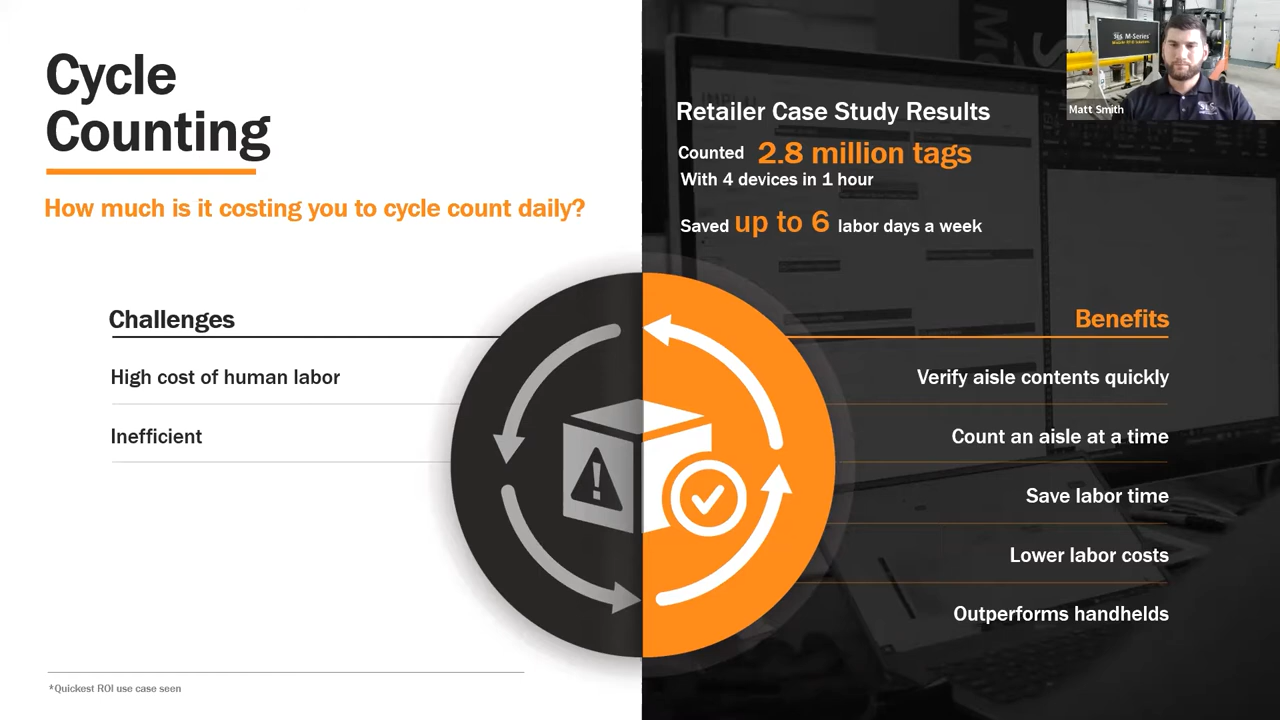 Cycle
Counting
How much is it costing you to cycle count daily?
Challenges
High cost of human labor
Inefficient
*Quickest ROI use case seen
Retailer Case Study Results
Counted 2.8 million tags
With 4 devices in 1 hour
Saved up to 6 labor days a week
Benefits
Verify aisle contents quickly
Count an aisle at a time
Save labor time
Lower labor costs
Outperforms handhelds
M-Series
Matt Smith